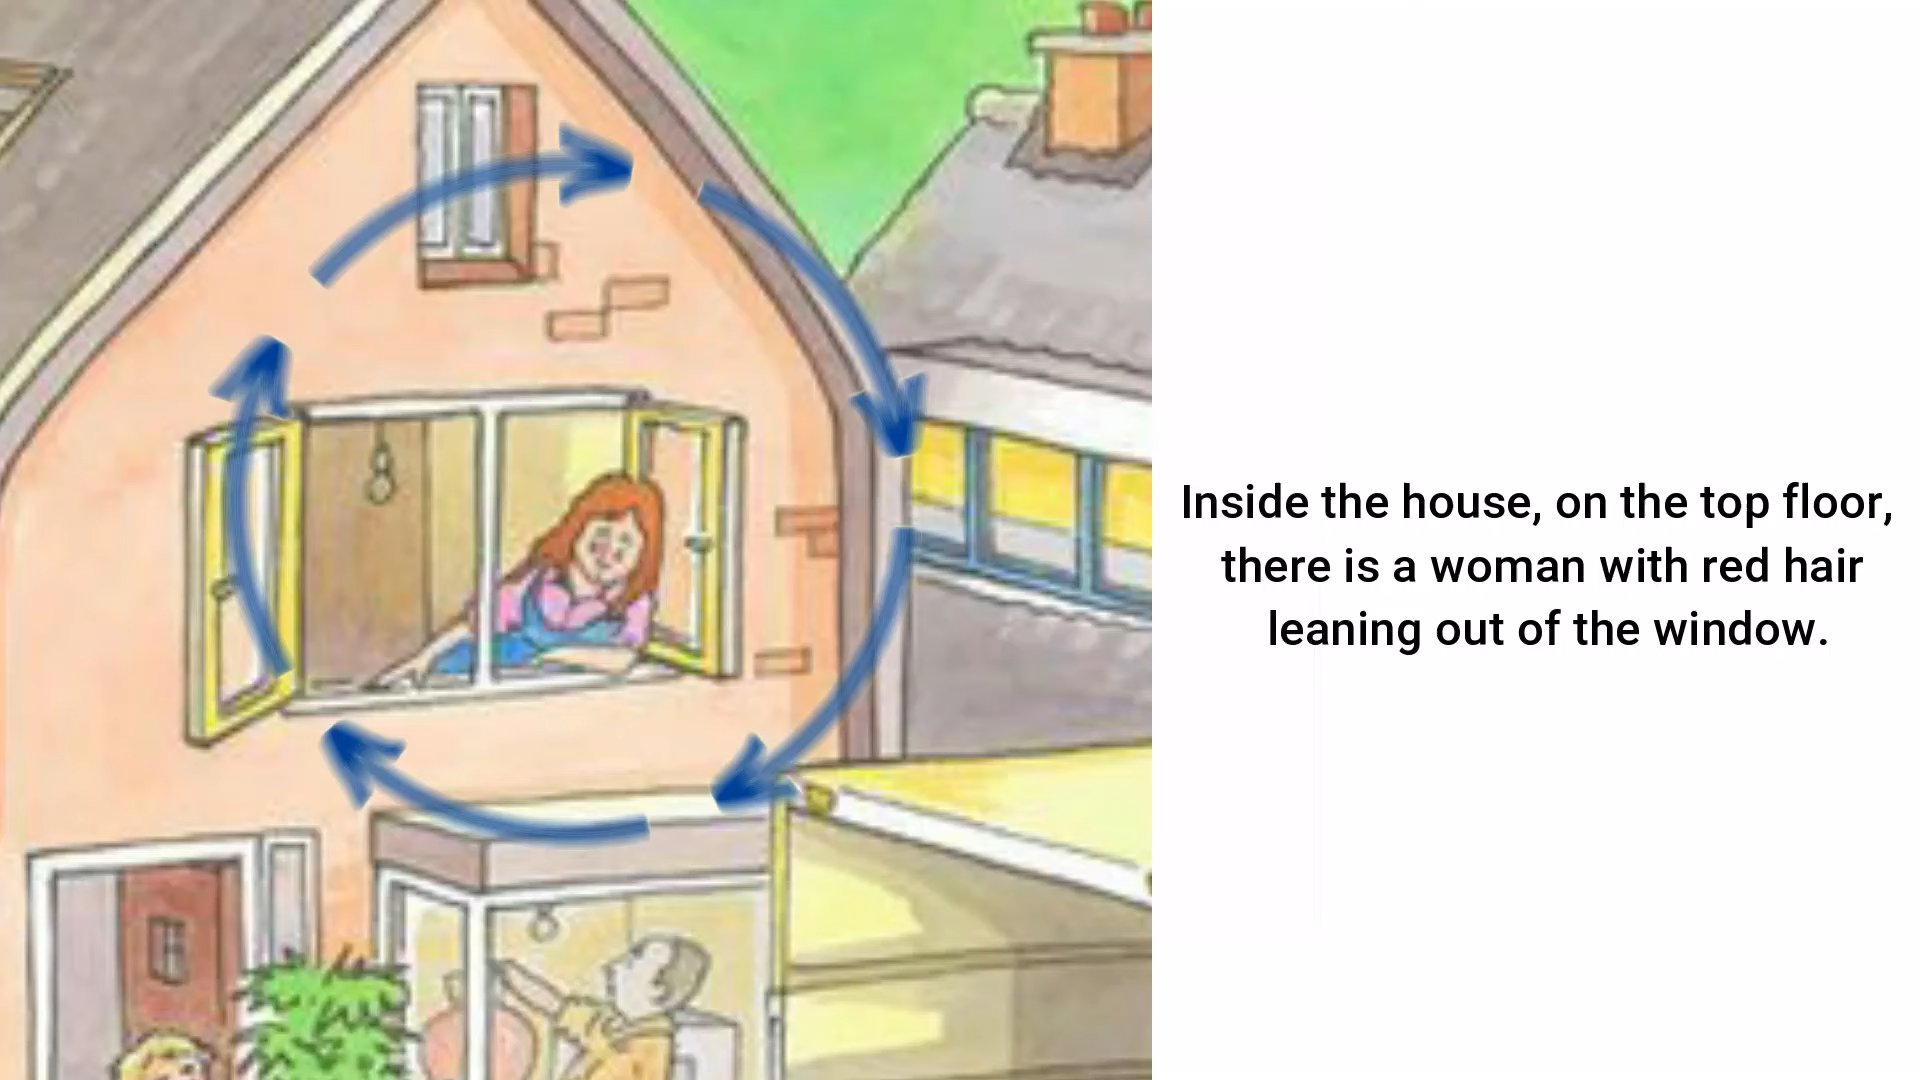 Inside the house, on the top floor,
there is a woman with red hair
leaning out of the window.